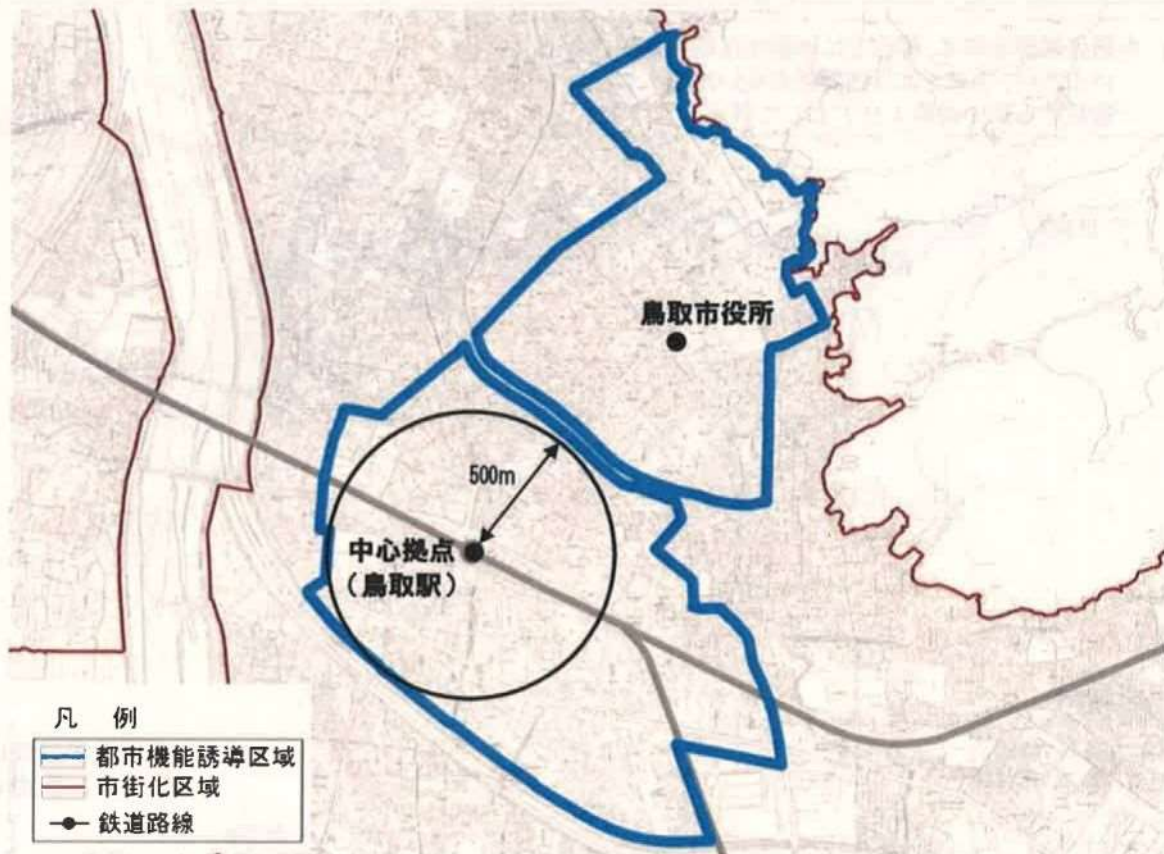 鳥取市役所
500m
中心拠点
（鳥取駅）
凡 例
都市機能誘導区域
市街化区域
鉄道路線